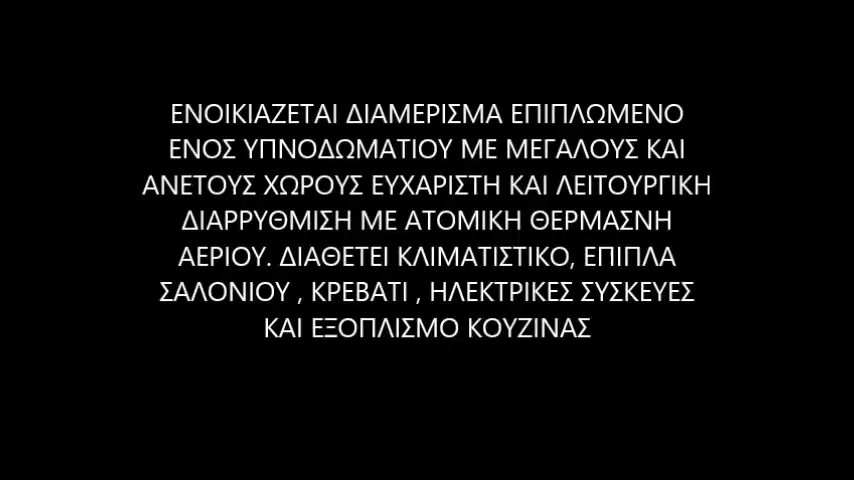 ΕΝΟΙΚΙΑΖΕΤΑΙ ΔΙΑΜΕΡΙΣΜΑ ΕΠΙΠΛΩΜΕΝΟ
ΕΝΟΣ ΥΠΝΟΔΩΜΑΤΙΟΥ ΜΕ ΜΕΓΑΛΟΥΣ ΚΑΙ
ΑΝΕΤΟΥΣ ΧΩΡΟΥΣ ΕΥΧΑΡΙΣΤΗ ΚΑΙ ΛΕΙΤΟΥΡΓΙΚΗ
ΔΙΑΡΡΥΘΜΙΣΗ ΜΕ ΑΤΟΜΙΚΗ ΘΕΡΜΑΣΝΗ
ΑΕΡΙΟΥ. ΔΙΑΘΕΤΕΙ ΚΛΙΜΑΤΙΣΤΙΚΟ, ΕΠΙΠΛΑ
ΣΑΛΟΝΙΟΥ , ΚΡΕΒΑΤΙ , ΗΛΕΚΤΡΙΚΕΣ ΣΥΣΚΕΥΕΣ
ΚΑΙ ΕΞΟΠΛΙΣΜΟ ΚΟΥΖΙΝΑΣ